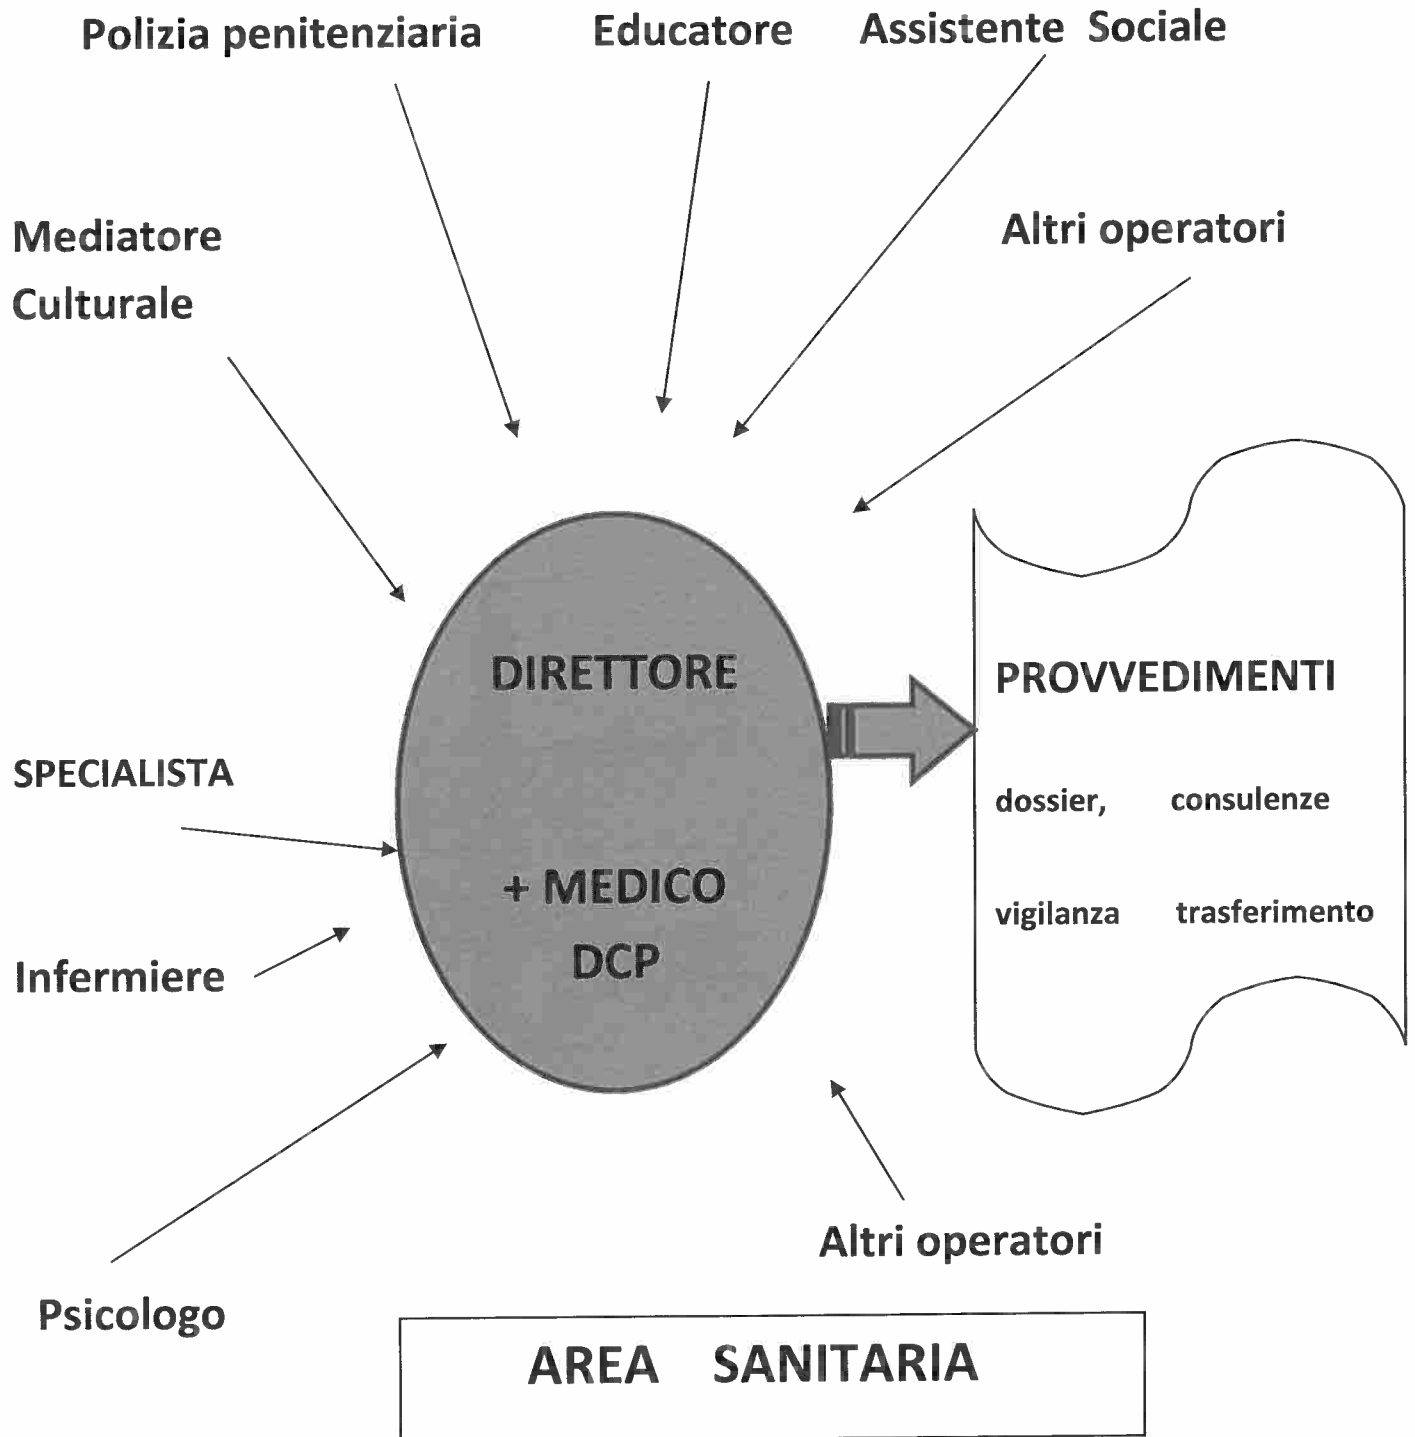 Polizia penitenziaria Educatore Assistente Sociale
Mediatore
Culturale
Altri operatori
DIRETTORE
+ MEDICO
DCP
PROVVEDIMENTI
dossier, consulenze
vigilanza trasferimento
SPECIALISTA
Infermiere
Psicologo
Altri operatori
AREA SANITARIA